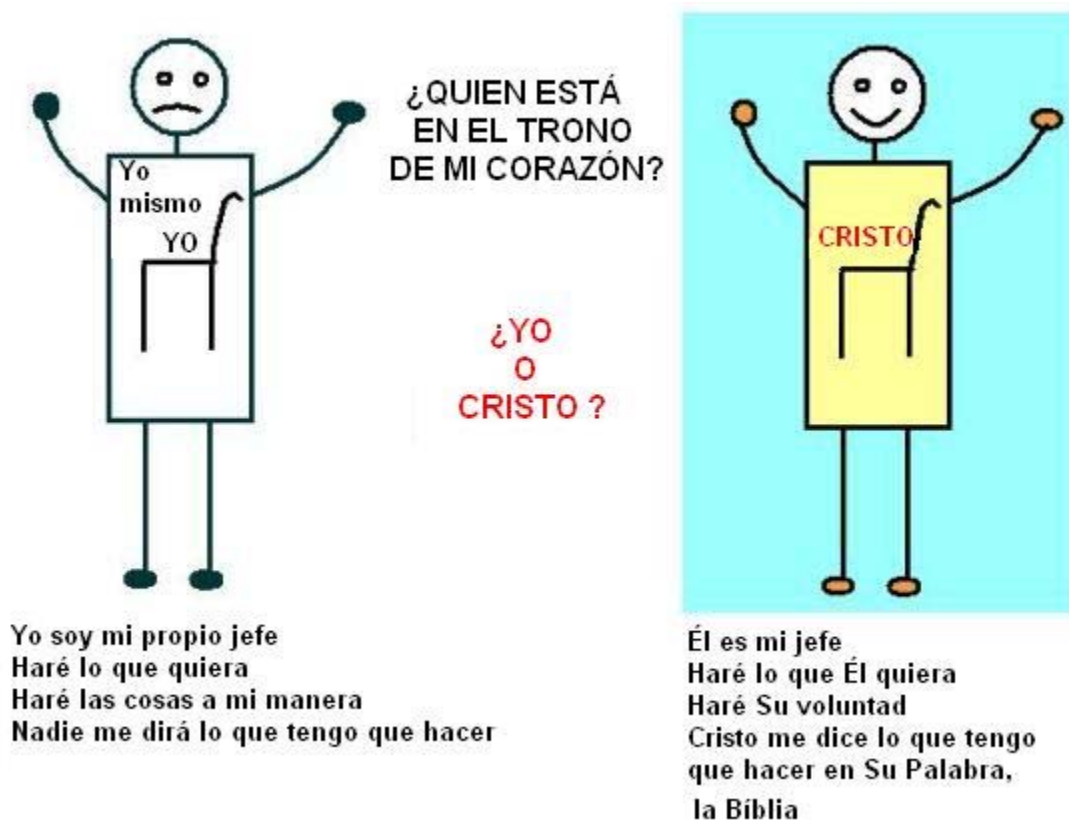 ¿QUIEN ESTÁ
EN EL TRONO
DE MI CORAZÓN?
Yo
mismo
YO
CRISTO
¿YO
O
CRISTO ?
Yo soy mi propio jefe
Haré lo que quiera
Haré las cosas a mi manera
Nadie me dirá lo que tengo que hacer
Él es mi jefe
Haré lo que Él quiera
Haré Su voluntad
Cristo me dice lo que tengo
que hacer en Su Palabra,
la Bíblia